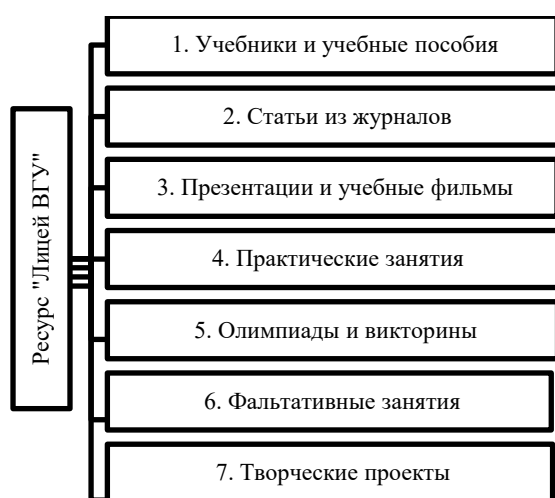 Ресурс "Лицей ВГУ"
1. Учебники и учебные пособия
2. Статьи из журналов
3. Презентации и учебные фильмы
4. Практические занятия
5. Олимпиады и викторины
6. Фальтативные занятия
7. Творческие проекты